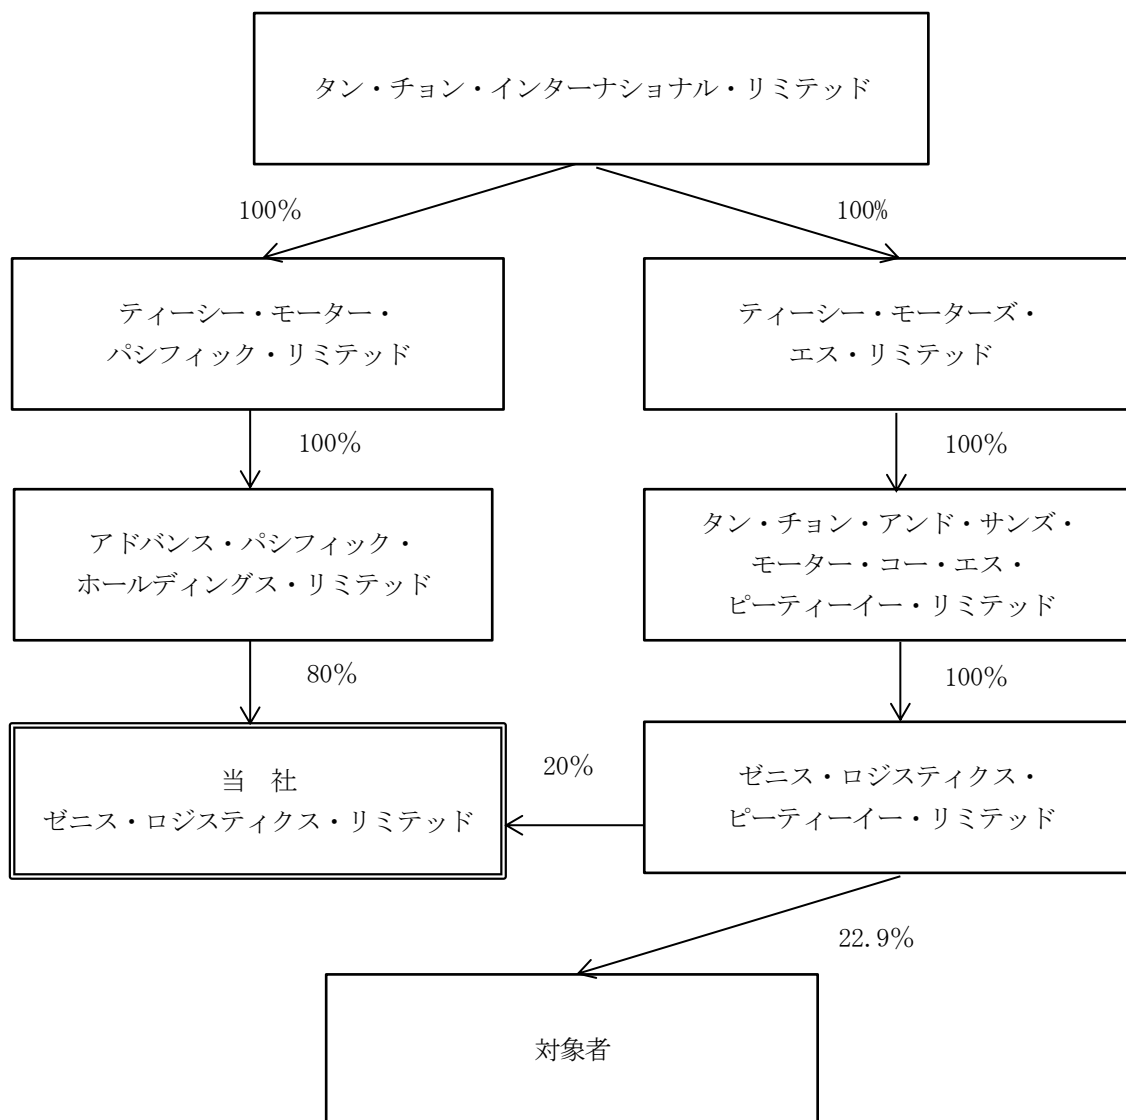 タン・チョン・インターナショナル・リミテッド
100%
100%
ティーシー・モーター・
パシフィック・リミテッド
ティーシー・モーターズ・
エス・リミテッド
100%
100%
アドバンス・パシフィック・
ホールディングス・リミテッド
タン・チョン・アンド・サンズ・
モーター・コー・エス・
ピーティーイー・リミテッド
80%
100%
当　社
ゼニス・ロジスティクス・リミテッド
20%
ゼニス・ロジスティクス・
ピーティーイー・リミテッド
22.9%
対象者